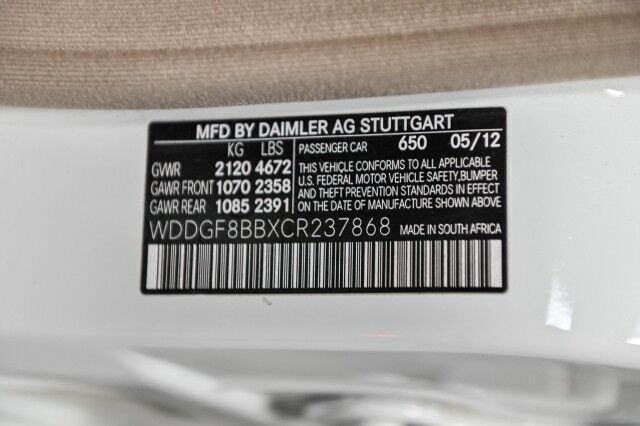 MFD BY DAIMLER AG STUTTGART
KG LBS
GVWR 2120 4672
GAWR FRONT 1070 2358
GAWR REAR 1085 2391
PASSENGER CAR 650 05/12
THIS VEHICLE CONFORMS TO ALL APPLICABLE
U.S. FEDERAL MOTOR VEHICLE SAFETY, BUMPER
AND THEFT PREVENTION STANDARDS IN EFFECT
ON THE DATE OF MANUFACTURE SHOWN ABOVE
WDDGF8BBXCR237868 MADE IN SOUTH AFRICA